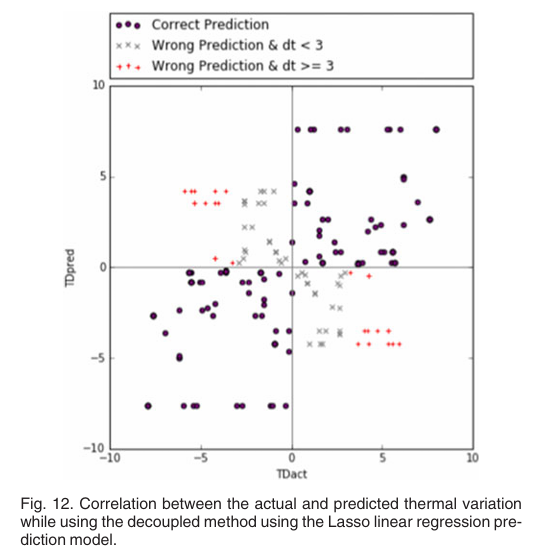 Correct Prediction
Wrong Prediction & dt < 3
Wrong Prediction & dt >= 3
10
5
0
−5
−10
TDpred
−10
−5
0
5
10
TDact
Fig. 12. Correlation between the actual and predicted thermal variation
while using the decoupled method using the Lasso linear regression pre-
diction model.